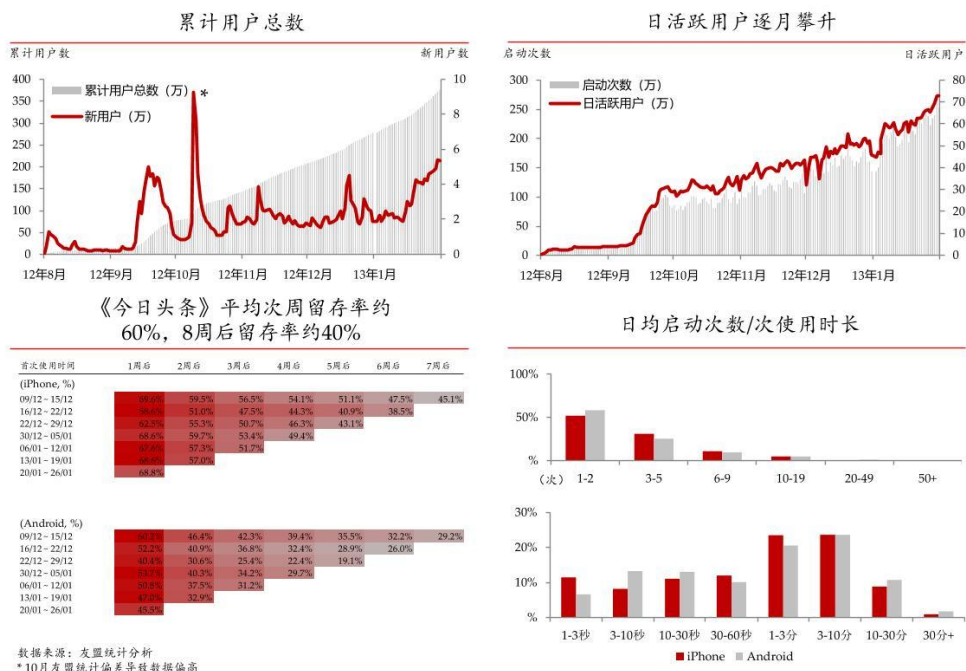 累计用户总数
累计用户数
新用户数
400
350
300
250
200
150
100
50
0
10
8
6
4
2
0
累计用户总数（万）
新用户（万）
*
12年8月 12年9月 12年10月 12年11月 12年12月 13年1月
日活跃用户逐月攀升
启动次数
日活跃用户
300
250
200
150
100
50
0
80
70
60
50
40
30
20
10
0
启动次数（万）
日活跃用户（万）
12年8月 12年9月 12年10月 12年11月 12年12月 13年1月
《今日头条》平均次周留存率约
60%，8周后留存率约40%
首次使用时间 1周后 2周后 3周后 4周后 5周后 6周后 7周后
(iPhone, %)
09/12~15/12 69.6% 59.5% 56.5% 54.1% 51.1% 47.5% 45.1%
16/12~22/12 58.6% 51.0% 47.5% 44.3% 40.9% 38.5%
22/12~29/12 62.5% 55.3% 50.7% 46.3% 43.1%
30/12~05/01 68.6% 59.7% 53.4% 49.4%
06/01~12/01 67.6% 57.3% 51.7%
13/01~19/01 57.0%
20/01~26/01 68.8%
(Android, %)
09/12~15/12 60.2% 46.4% 42.3% 39.4% 35.5% 32.2% 29.2%
16/12~22/12 52.2% 40.9% 36.8% 32.4% 28.9% 26.0%
22/12~29/12 40.4% 30.6% 25.4% 22.4% 19.1%
30/12~05/01 40.3% 34.2% 29.7%
06/01~12/01 50.8% 37.5% 31.2%
13/01~19/01 47.0% 32.9%
20/01~26/01 45.5%
数据来源：友盟统计分析
*10月友盟统计偏差导致数据偏高
日均启动次数/次使用时长
100%
50%
%
（次） 1-2 3-5 6-9 10-19 20-49 50+
30%
20%
10%
%
1-3秒 3-10秒 10-30秒 30-60秒 1-3分 3-10分 10-30分 30分+
iPhone Android